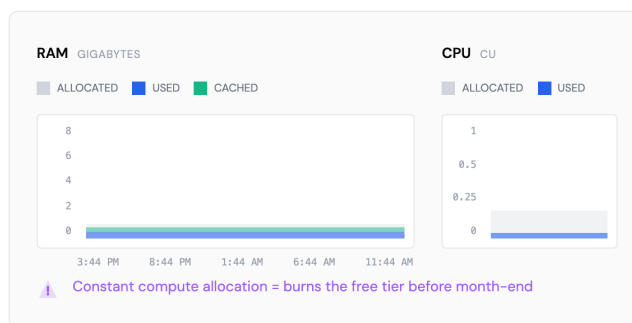 RAM GIGABYTES
CPU CU
ALLOCATED USED CACHED
ALLOCATED USED
8
6
4
2
0
3:44 PM 8:44 PM 1:44 AM 6:44 AM 11:44 AM
1
0.5
0.25
0
! Constant compute allocation = burns the free tier before month-end